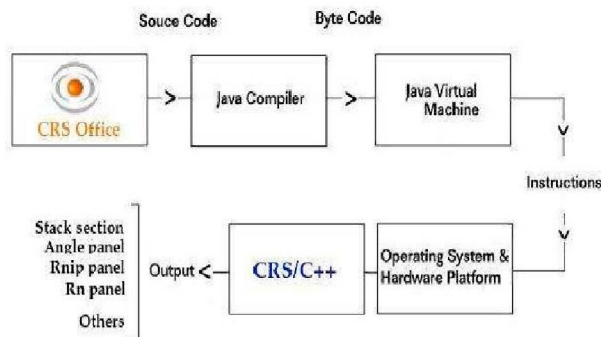 Souce Code
Byte Code
CRS Office
Java Compiler
Java Virtual
Machine
Instructions
Stack section
Angle panel
Rnip panel
Rn panel
Others
Output
CRS/C++
Operating System &
Hardware Platform